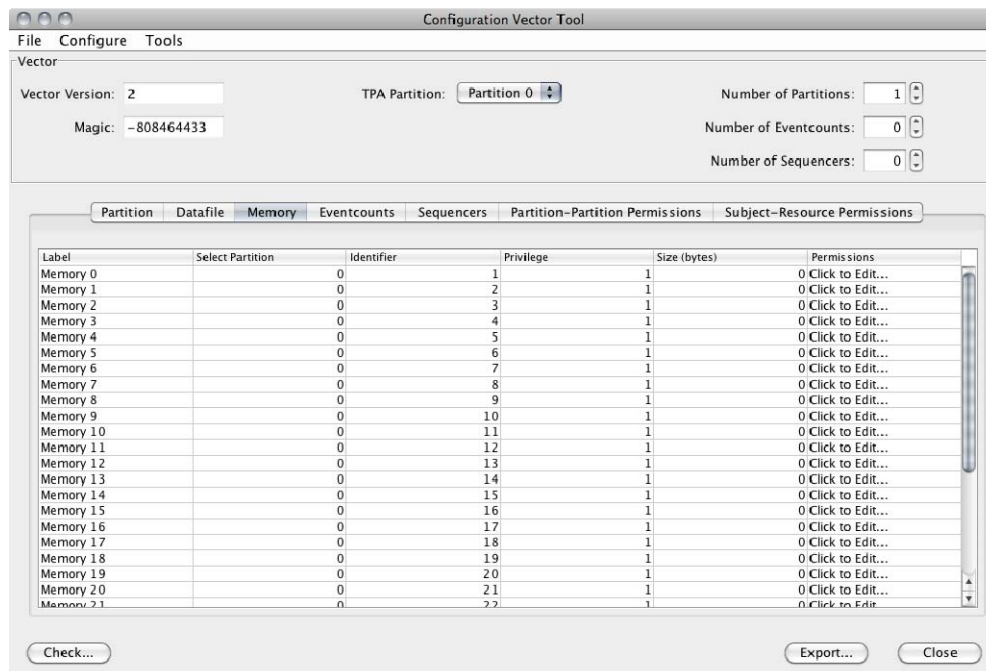 Configuration Vector Tool
File Configure Tools
Vector
Vector Version: 2 TPA Partition: Partition 0 Number of Partitions: 1
Magic: -808464433 Number of Eventcounts: 0
Number of Sequencers: 0
Partition Datafile Memory Eventcounts Sequencers Partition-Partition Permissions Subject-Resource Permissions
Label Select Partition Identifier Privilege Size (bytes) Permissions
Memory 0 0 1 1 0 Click to Edit...
Memory 1 0 2 1 0 Click to Edit...
Memory 2 0 3 1 0 Click to Edit...
Memory 3 0 4 1 0 Click to Edit...
Memory 4 0 5 1 0 Click to Edit...
Memory 5 0 6 1 0 Click to Edit...
Memory 6 0 7 1 0 Click to Edit...
Memory 7 0 8 1 0 Click to Edit...
Memory 8 0 9 1 0 Click to Edit...
Memory 9 0 10 1 0 Click to Edit...
Memory 10 0 11 1 0 Click to Edit...
Memory 11 0 12 1 0 Click to Edit...
Memory 12 0 13 1 0 Click to Edit...
Memory 13 0 14 1 0 Click to Edit...
Memory 14 0 15 1 0 Click to Edit...
Memory 15 0 16 1 0 Click to Edit...
Memory 16 0 17 1 0 Click to Edit...
Memory 17 0 18 1 0 Click to Edit...
Memory 18 0 19 1 0 Click to Edit...
Memory 19 0 20 1 0 Click to Edit...
Memory 20 0 21 1 0 Click to Edit...
Memory 21 0 22 1 0 Click to Edit...
Check... Export... Close